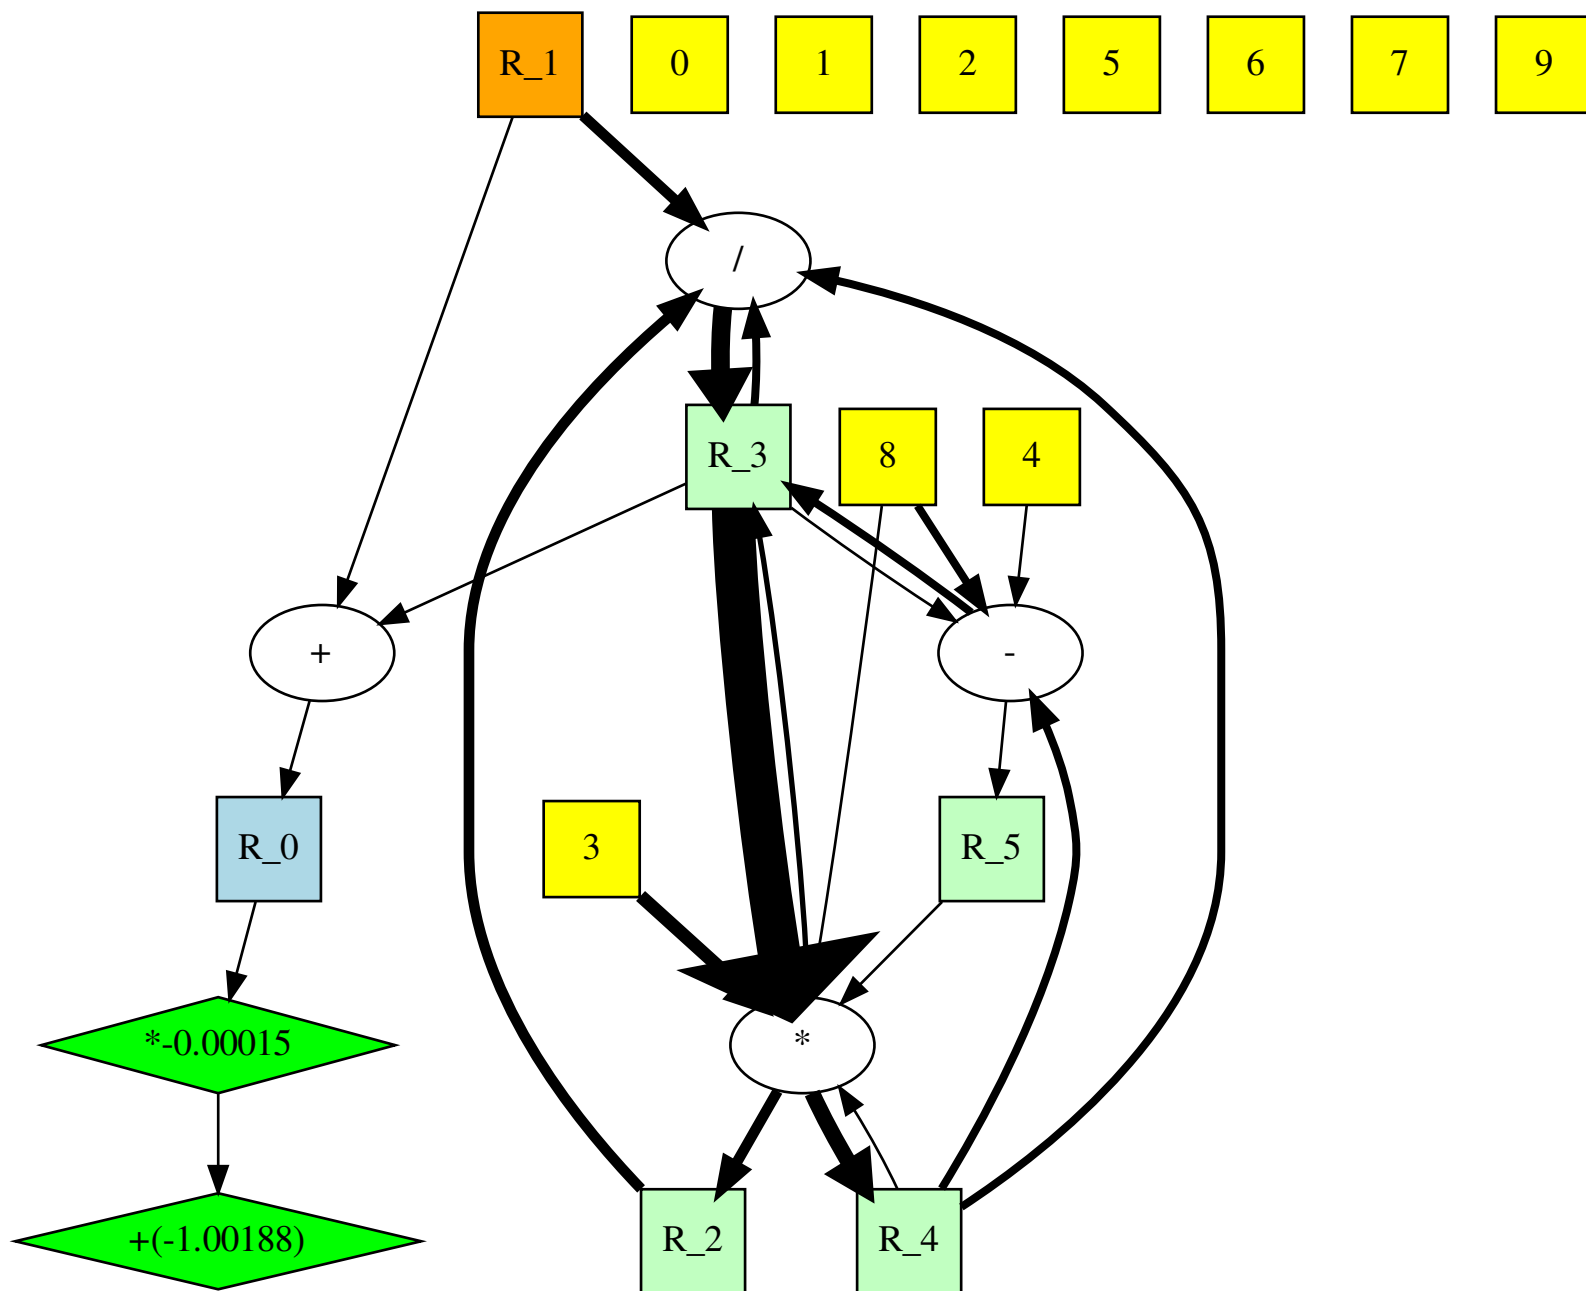 R_1 0 1 2 5 6 7 9
/
R_3 8 4
+ -
3 R_0 R_5
*-0.00015 *
+(-1.00188) R_2 R_4